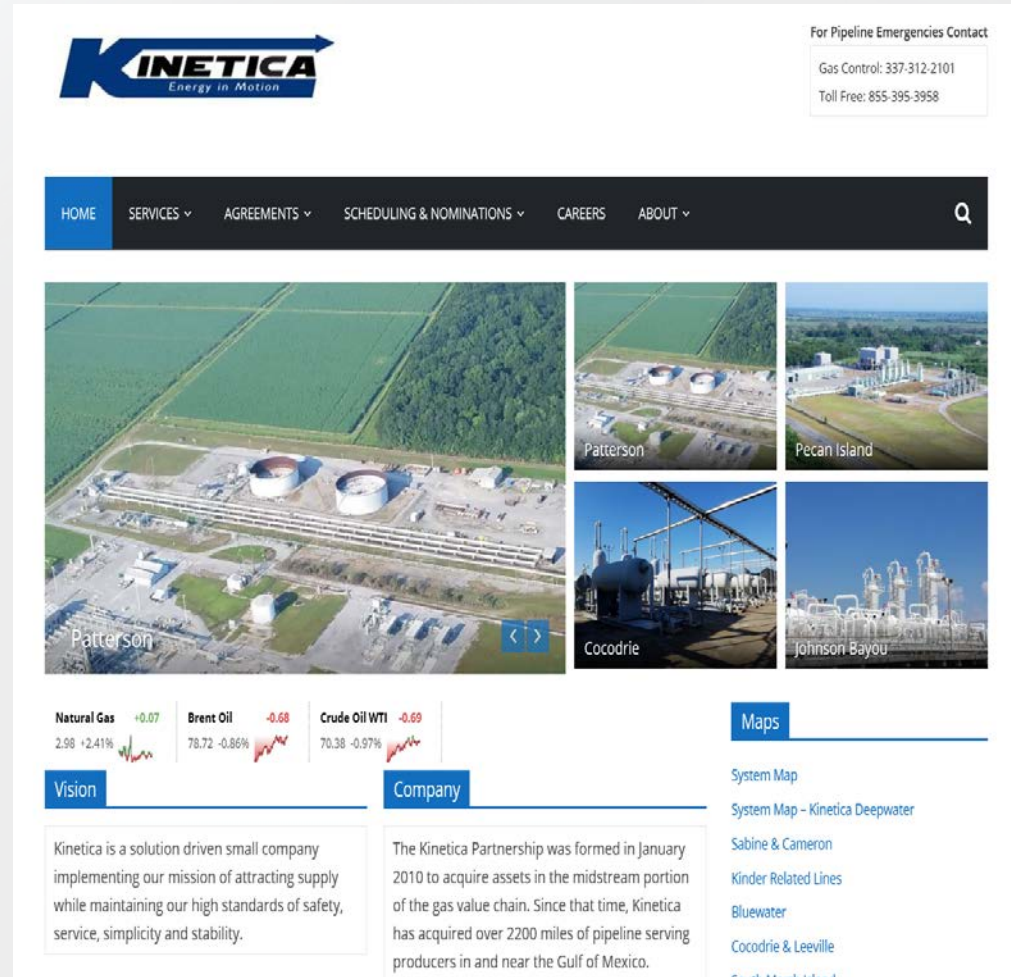 KINETICA
Energy in Motion
For Pipeline Emergencies Contact
Gas Control: 337-312-2101
Toll Free: 855-395-3958
HOME SERVICES AGREEMENTS SCHEDULING & NOMINATIONS CAREERS ABOUT
Patterson
Patterson
Pecan Island
Cocodrie
Johnson Bayou
Natural Gas +0.07
2.98 +2.41%
Brent Oil -0.68
78.72 -0.86%
Crude Oil WTI -0.69
70.38 -0.97%
Vision
Kinetica is a solution driven small company
implementing our mission of attracting supply
while maintaining our high standards of safety,
service, simplicity and stability.
Company
The Kinetica Partnership was formed in January
2010 to acquire assets in the midstream portion
of the gas value chain. Since that time, Kinetica
has acquired over 2200 miles of pipeline serving
producers in and near the Gulf of Mexico.
Maps
System Map
System Map – Kinetica Deepwater
Sabine & Cameron
Kinder Related Lines
Bluewater
Cocodrie & Leeville